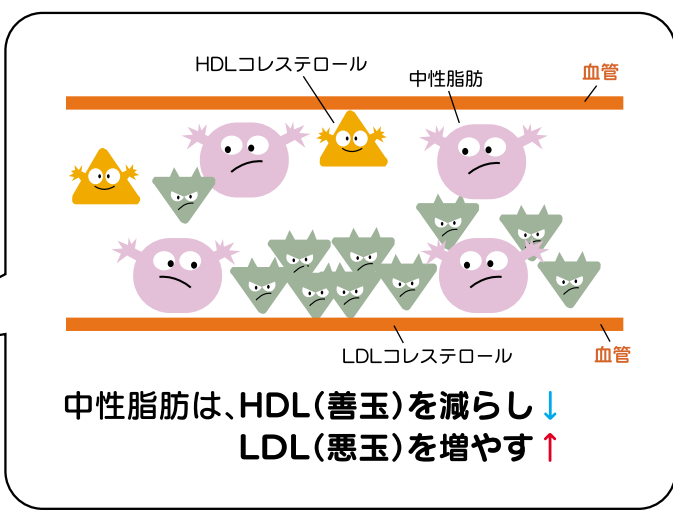 HDLコレステロール
中性脂肪
血管
LDLコレステロール
血管
中性脂肪は、HDL(善玉)を減らし↓
LDL(悪玉)を増やす↑